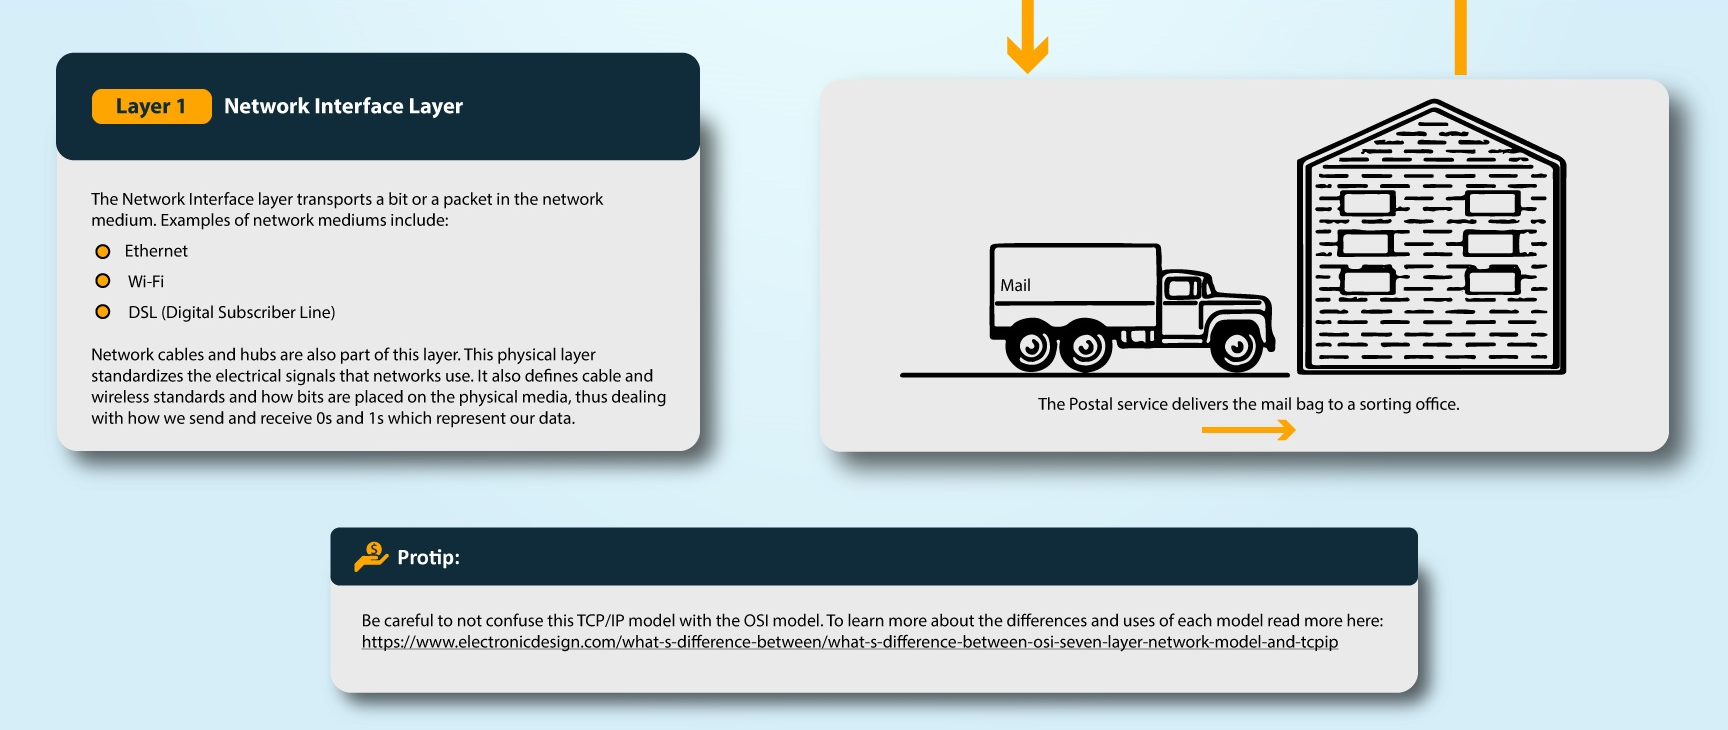 Layer 1 Network Interface Layer
The Network Interface layer transports a bit or a packet in the network
medium. Examples of network mediums include:
Ethernet
Wi-Fi
DSL (Digital Subscriber Line)
Network cables and hubs are also part of this layer. This physical layer
standardizes the electrical signals that networks use. It also defines cable and
wireless standards and how bits are placed on the physical media, thus dealing
with how we send and receive 0s and 1s which represent our data.
Mail
The Postal service delivers the mail bag to a sorting office.
$
Protip:
Be careful to not confuse this TCP/IP model with the OSI model. To learn more about the differences and uses of each model read more here:
https://www.electronicdesign.com/what-s-difference-between/what-s-difference-between-osi-seven-layer-network-model-and-tcpip